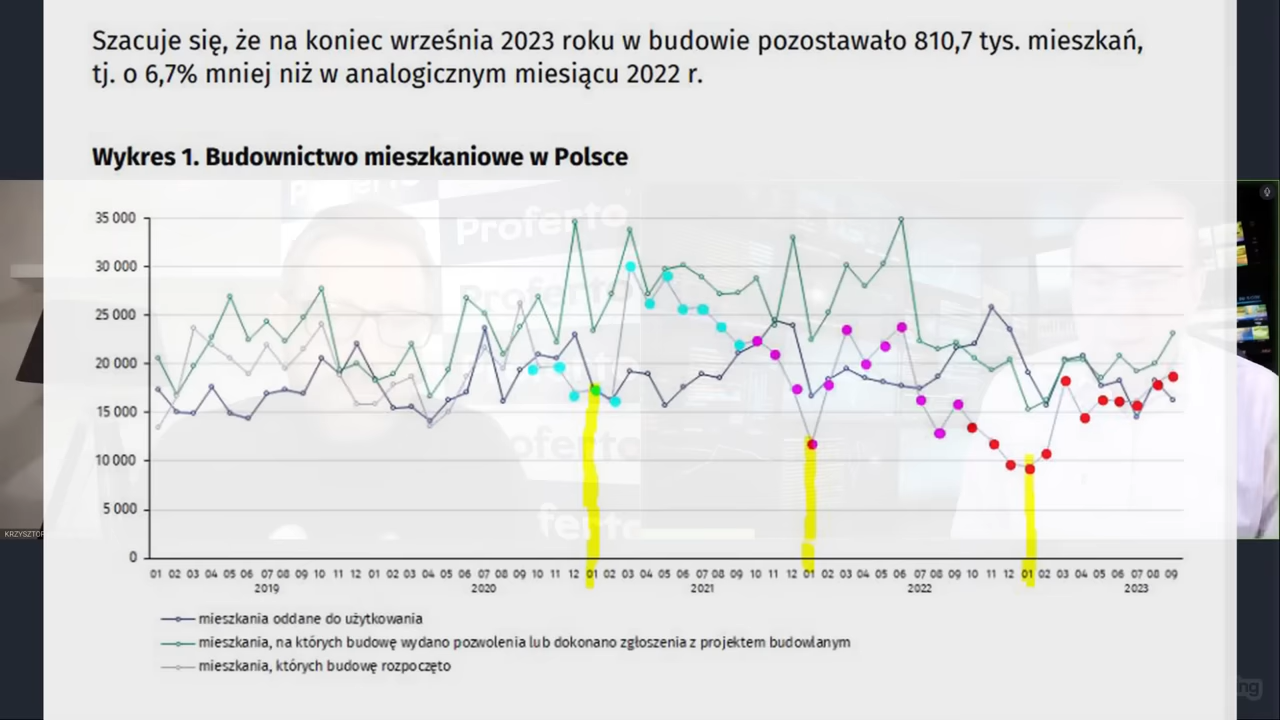 Szacuje się, że na koniec września 2023 roku w budowie pozostawało 810,7 tys. mieszkań,
tj. o 6,7% mniej niż w analogicznym miesiącu 2022 r.
Wykres 1. Budownictwo mieszkaniowe w Polsce
Proferto
Proferto
Proferto
35 000
30 000
25 000
20 000
15 000
10 000
5 000
0
KRZYSZTOF
01 02 03 04 05 06 07 08 09 10 11 12 01 02 03 04 05 06 07 08 09 10 11 12 01 02 03 04 05 06 07 08 09 10 11 12 01 02 03 04 05 06 07 08 09 10 11 12 01 02 03 04 05 06 07 08 09
2019 2020 2021 2022 2023
mieszkania oddane do użytkowania
mieszkania, na których budowę wydano pozwolenia lub dokonano zgłoszenia z projektem budowlanym
mieszkania, których budowę rozpoczęto